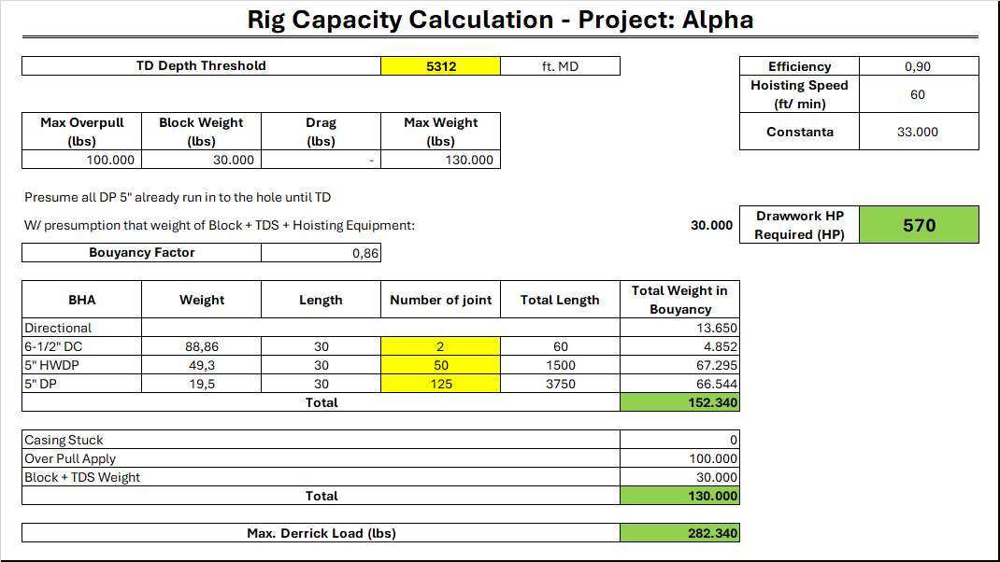 Rig Capacity Calculation - Project: Alpha
TD Depth Threshold 5312 ft. MD
Efficiency 0,90
Hoisting Speed (ft/ min) 60
Constanta 33.000
Max Overpull (lbs) Block Weight (lbs) Drag (lbs) Max Weight (lbs)
100.000 30.000 - 130.000
Presume all DP 5" already run in to the hole until TD
W/ presumption that weight of Block + TDS + Hoisting Equipment: 30.000
Drawwork HP Required (HP) 570
Bouyancy Factor 0,86
BHA Weight Length Number of joint Total Length Total Weight in Bouyancy
Directional 13.650
6-1/2" DC 88,86 30 2 60 4.852
5" HWDP 49,3 30 50 1500 67.295
5" DP 19,5 30 125 3750 66.544
Total 152.340
Casing Stuck 0
Over Pull Apply 100.000
Block + TDS Weight 30.000
Total 130.000
Max. Derrick Load (lbs) 282.340